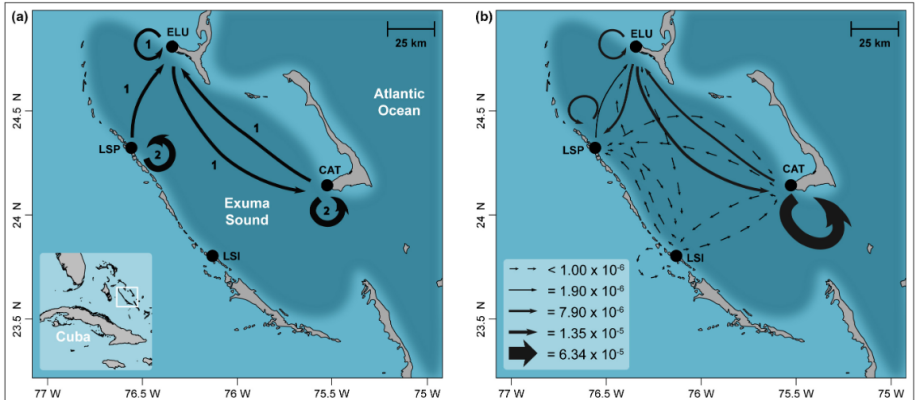 (a)
ELU
25 km
1
Atlantic
Ocean
24.5 N
1
1
LSP
2
1
CAT
Exuma
Sound
2
24 N
LSI
23.5 N
Cuba
77 W
76.5 W
76 W
75.5 W
75 W
(b)
ELU
25 km
24.5 N
LSP
CAT
24 N
LSI
< 1.00 x 10-6
= 1.90 x 10-6
= 7.90 x 10-6
= 1.35 x 10-5
= 6.34 x 10-5
23.5 N
77 W
76.5 W
76 W
75.5 W
75 W